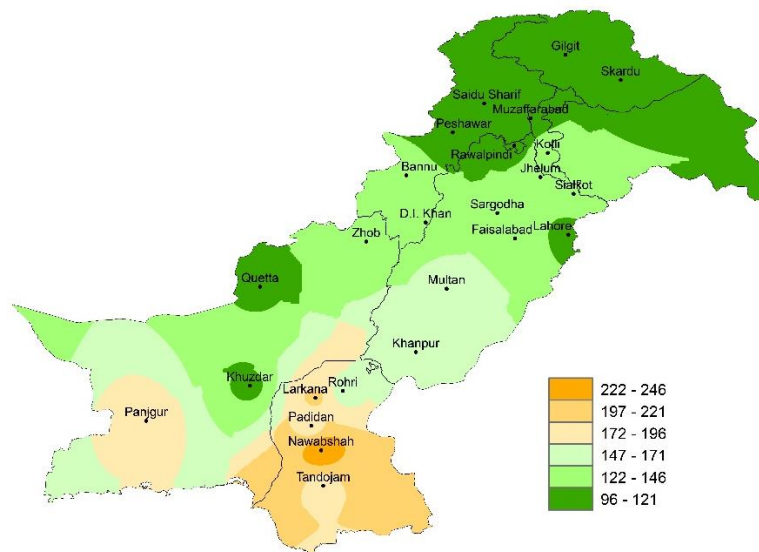 Gilgit
Skardu
Saidu Sharif
Muzaffarabad
Peshawar
Rawalpindi
Kotli
Bannu
Jhelum
Sialkot
D.I. Khan
Sargodha
Zhob
Faisalabad
Lahore
Quetta
Multan
Khanpur
Khuzdar
Larkana
Rohri
Panjgur
Padidan
Nawabshah
Tandojam
222 - 246
197 - 221
172 - 196
147 - 171
122 - 146
96 - 121